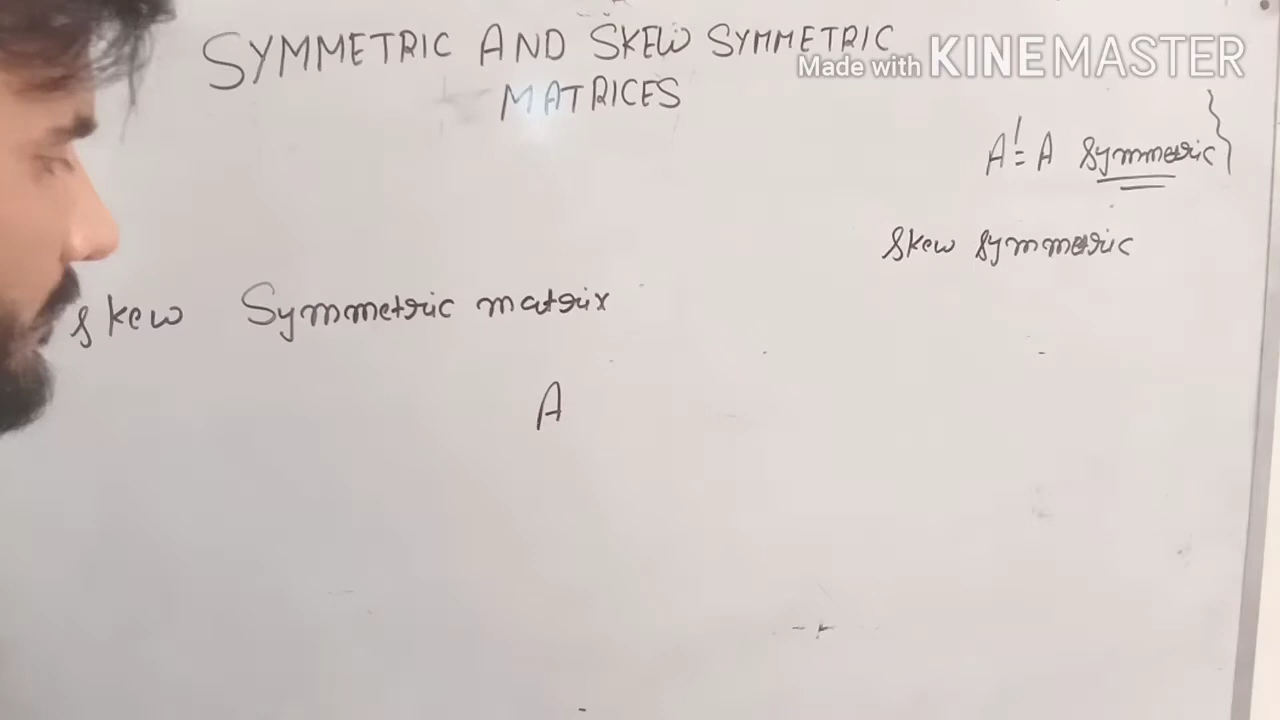 SYMMETRIC AND SKEW SYMMETRIC
MATRICES
Made with KINEMASTER
A' = A Symmetric }
Skew Symmetric
Skew Symmetric matrix
A